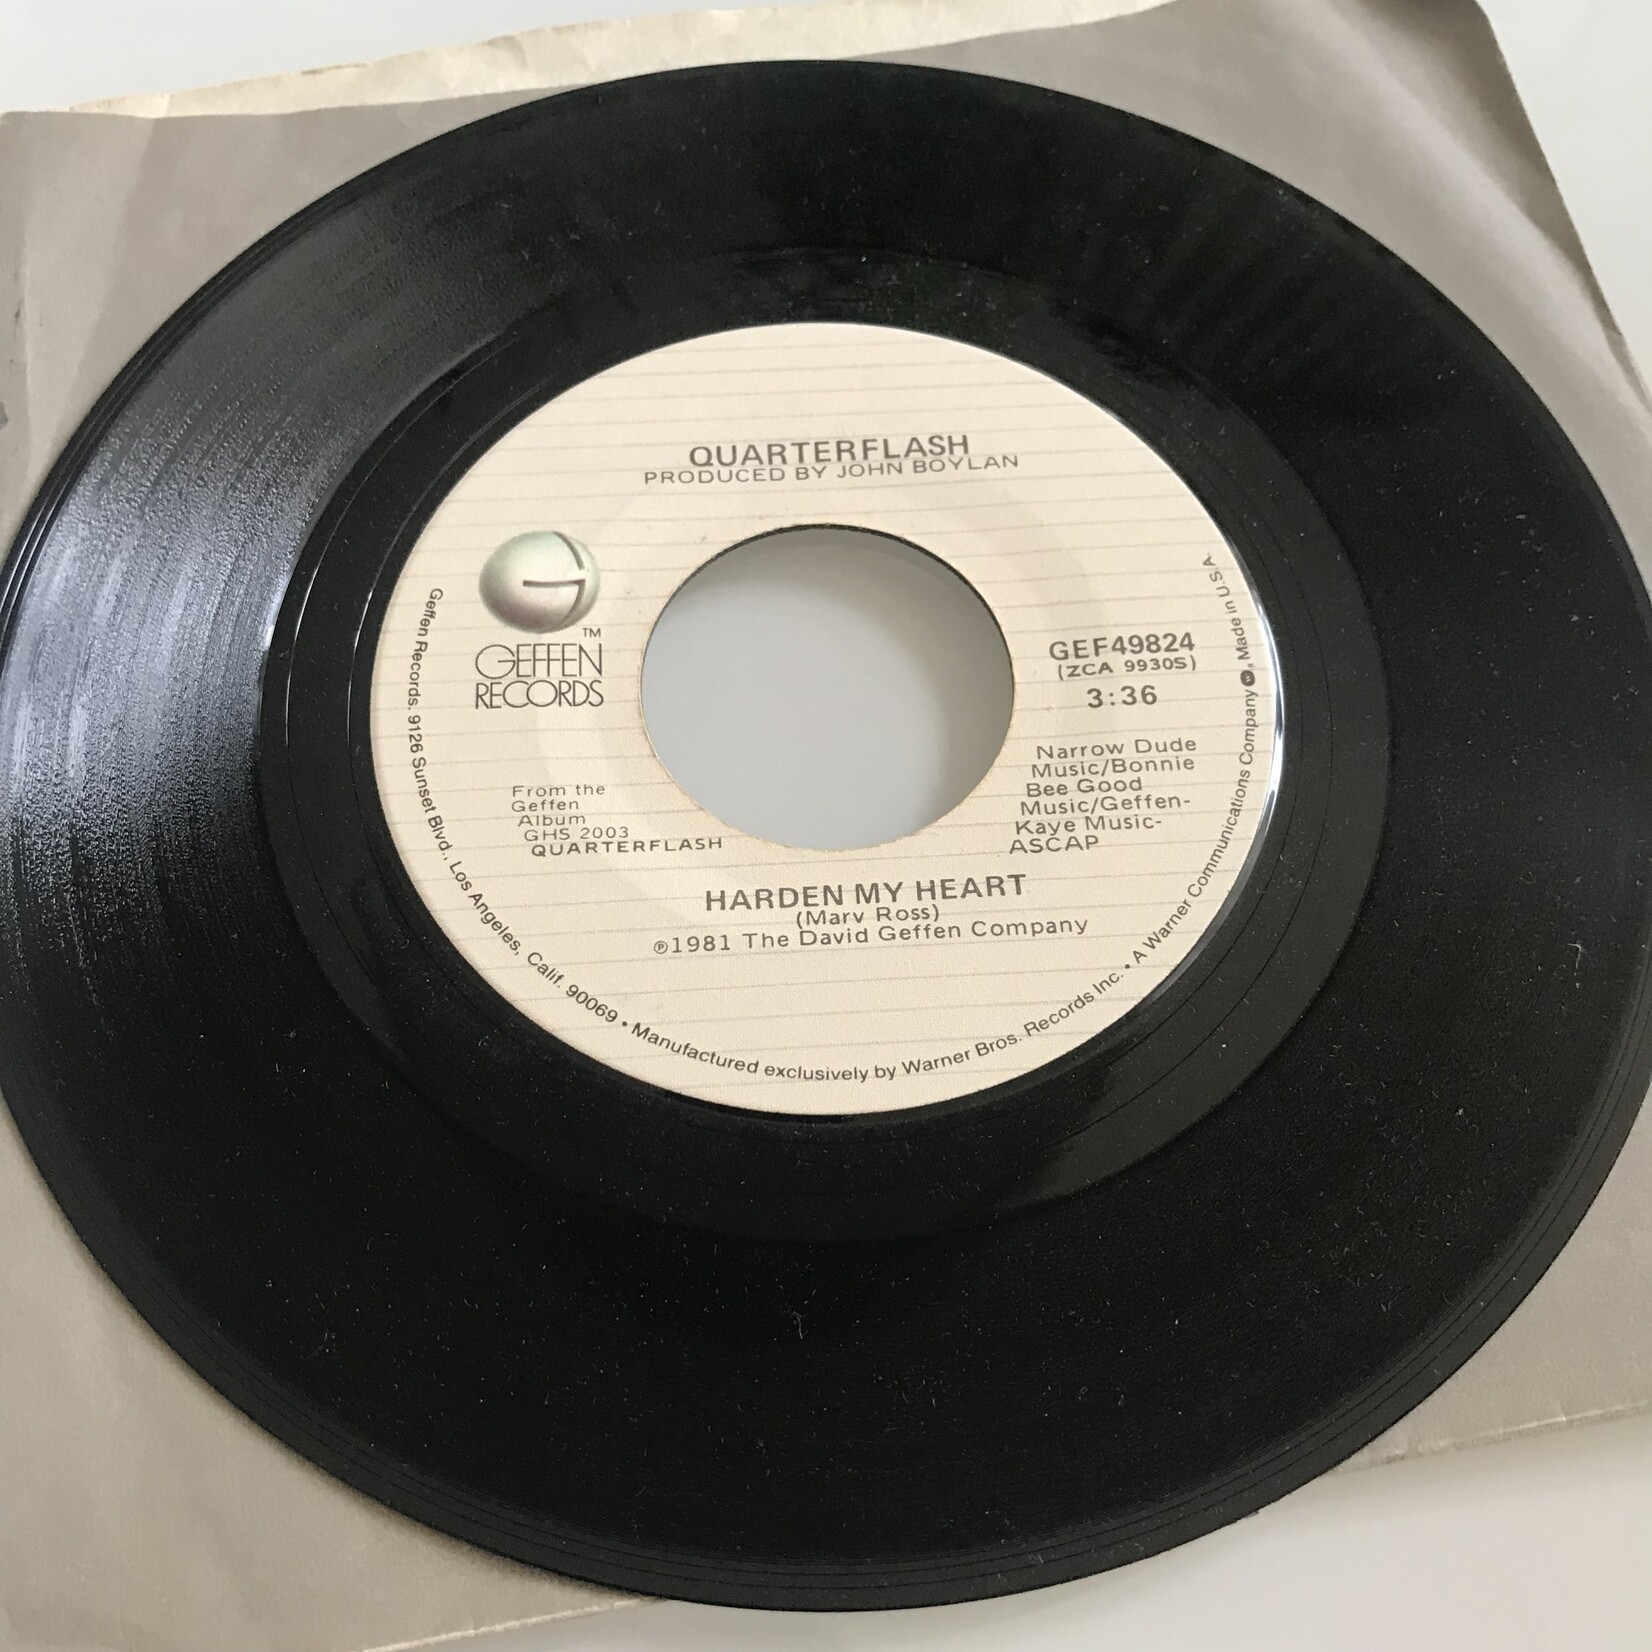 QUARTERFLASH
PRODUCED BY JOHN BOYLAN
TM
GEFFEN
RECORDS
GEF49824
(ZCA 9930S)
3:36
Narrow Dude
Music/Bonnie
Bee Good
Music/Geffen-
Kaye Music-
ASCAP
From the
Geffen
Album
GHS 2003
QUARTERFLASH
HARDEN MY HEART
(Marv Ross)
℗1981 The David Geffen Company
Geffen Records. 9126 Sunset Blvd., Los Angeles, Calif. 90069 • Manufactured exclusively by Warner Bros. Records Inc. • A Warner Communications Company, Made in U.S.A.